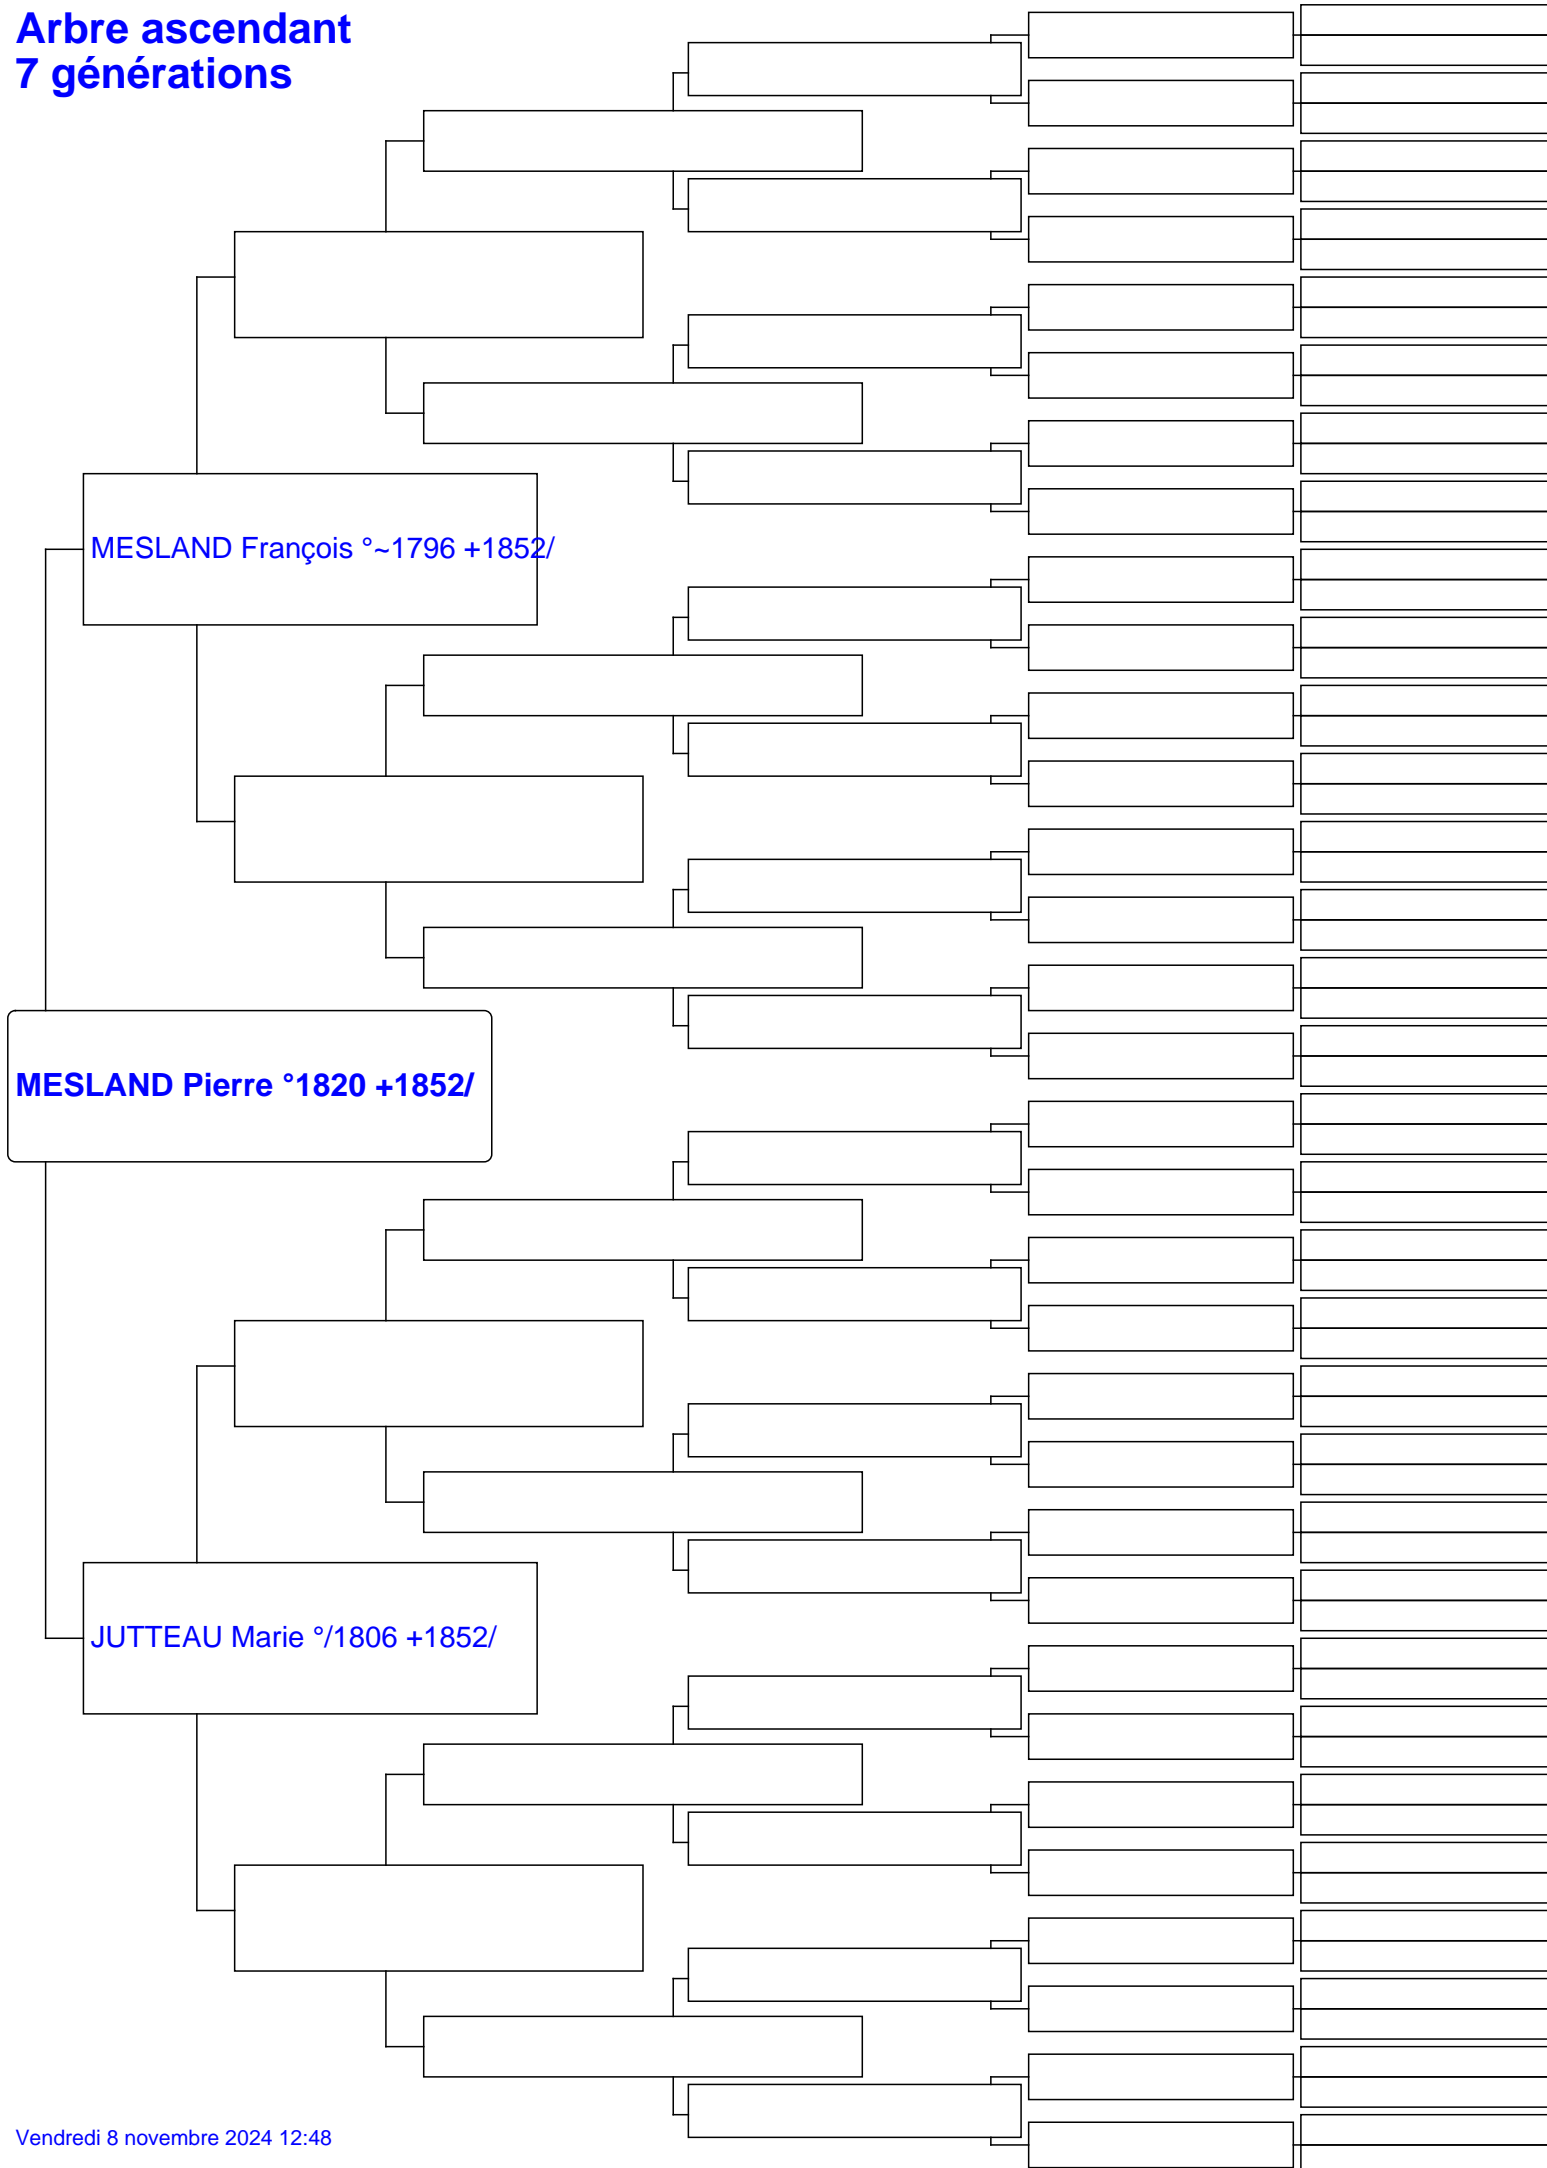 Arbre ascendant
7 générations
MESLAND François °~1796 +1852/
MESLAND Pierre °1820 +1852/
JUTTEAU Marie °/1806 +1852/
Vendredi 8 novembre 2024 12:48